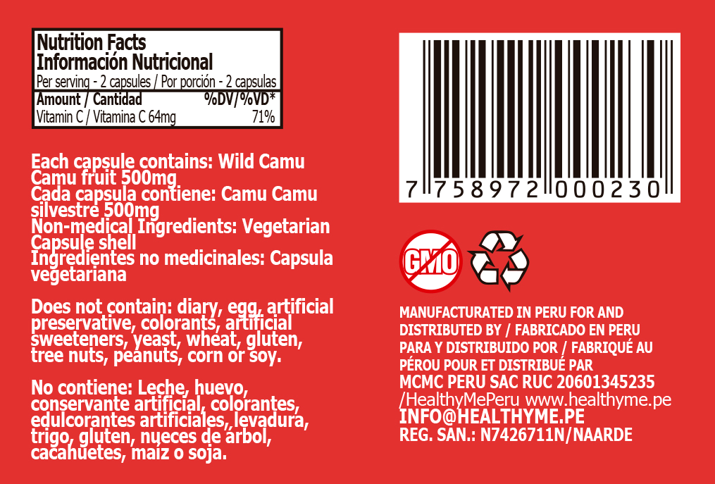 Nutrition Facts
Información Nutricional
Per serving - 2 capsules / Por porción - 2 capsulas
Amount / Cantidad %DV/%VD*
Vitamin C / Vitamina C 64mg 71%
Each capsule contains: Wild Camu
Camu fruit 500mg
Cada capsula contiene: Camu Camu
silvestre 500mg
Non-medical Ingredients: Vegetarian
Capsule shell
Ingredientes no medicinales: Capsula
vegetariana
Does not contain: diary, egg, artificial
preservative, colorants, artificial
sweeteners, yeast, wheat, gluten,
tree nuts, peanuts, corn or soy.
No contiene: Leche, huevo,
conservante artificial, colorantes,
edulcorantes artificiales, levadura,
trigo, gluten, nueces de árbol,
cacahuetes, maíz o soja.
7 758972 000230
GMO
MANUFACTURATED IN PERU FOR AND
DISTRIBUTED BY / FABRICADO EN PERU
PARA Y DISTRIBUIDO POR / FABRIQUÉ AU
PÉROU POUR ET DISTRIBUÉ PAR
MCMC PERU SAC RUC 20601345235
/HealthyMePeru www.healthyme.pe
INFO@HEALTHYME.PE
REG. SAN.: N7426711N/NAARDE